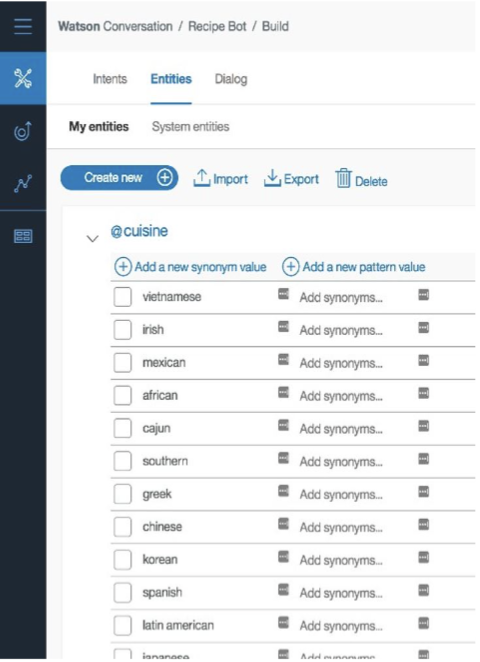 Watson Conversation / Recipe Bot / Build
Intents Entities Dialog
My entities System entities
Create new Import Export Delete
@cuisine
Add a new synonym value Add a new pattern value
vietnamese Add synonyms...
irish Add synonyms...
mexican Add synonyms...
african Add synonyms...
cajun Add synonyms...
southern Add synonyms...
greek Add synonyms...
chinese Add synonyms...
korean Add synonyms...
spanish Add synonyms...
latin american Add synonyms...
japanese Add synonyms